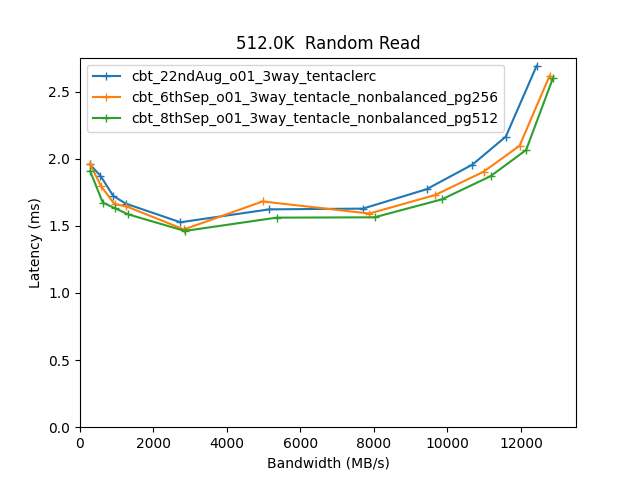 512.0K  Random Read
cbt_22ndAug_o01_3way_tentaclerc
cbt_6thSep_o01_3way_tentacle_nonbalanced_pg256
cbt_8thSep_o01_3way_tentacle_nonbalanced_pg512
2.5
2.0
1.5
1.0
0.5
0.0
Latency (ms)
0 2000 4000 6000 8000 10000 12000
Bandwidth (MB/s)